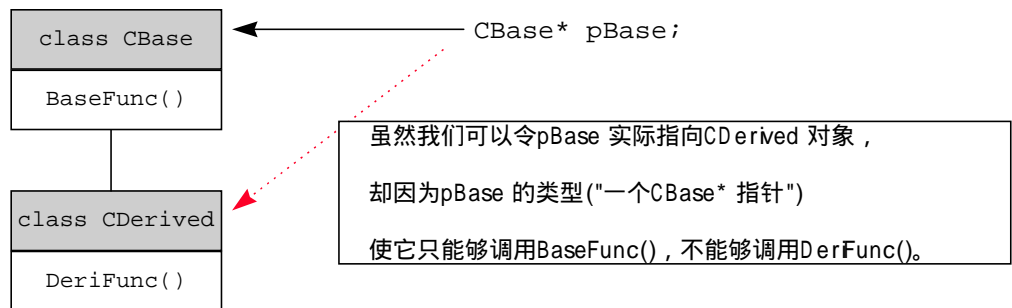 class CBase
CBase* pBase;
BaseFunc()
虽然我们可以令pBase 实际指向CDerived 对象，
却因为pBase 的类型("一个CBase* 指针")
使它只能够调用BaseFunc()，不能够调用DeriFunc()。
class CDerived
DeriFunc()